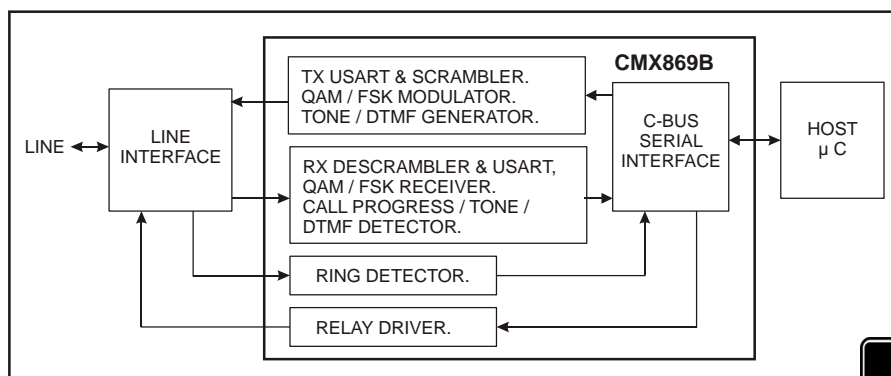 CMX869B
TX USART & SCRAMBLER.
QAM / FSK MODULATOR.
TONE / DTMF GENERATOR.
LINE
LINE
INTERFACE
C-BUS
SERIAL
INTERFACE
HOST
µ C
RX DESCRAMBLER & USART,
QAM / FSK RECEIVER.
CALL PROGRESS / TONE /
DTMF DETECTOR.
RING DETECTOR.
RELAY DRIVER.